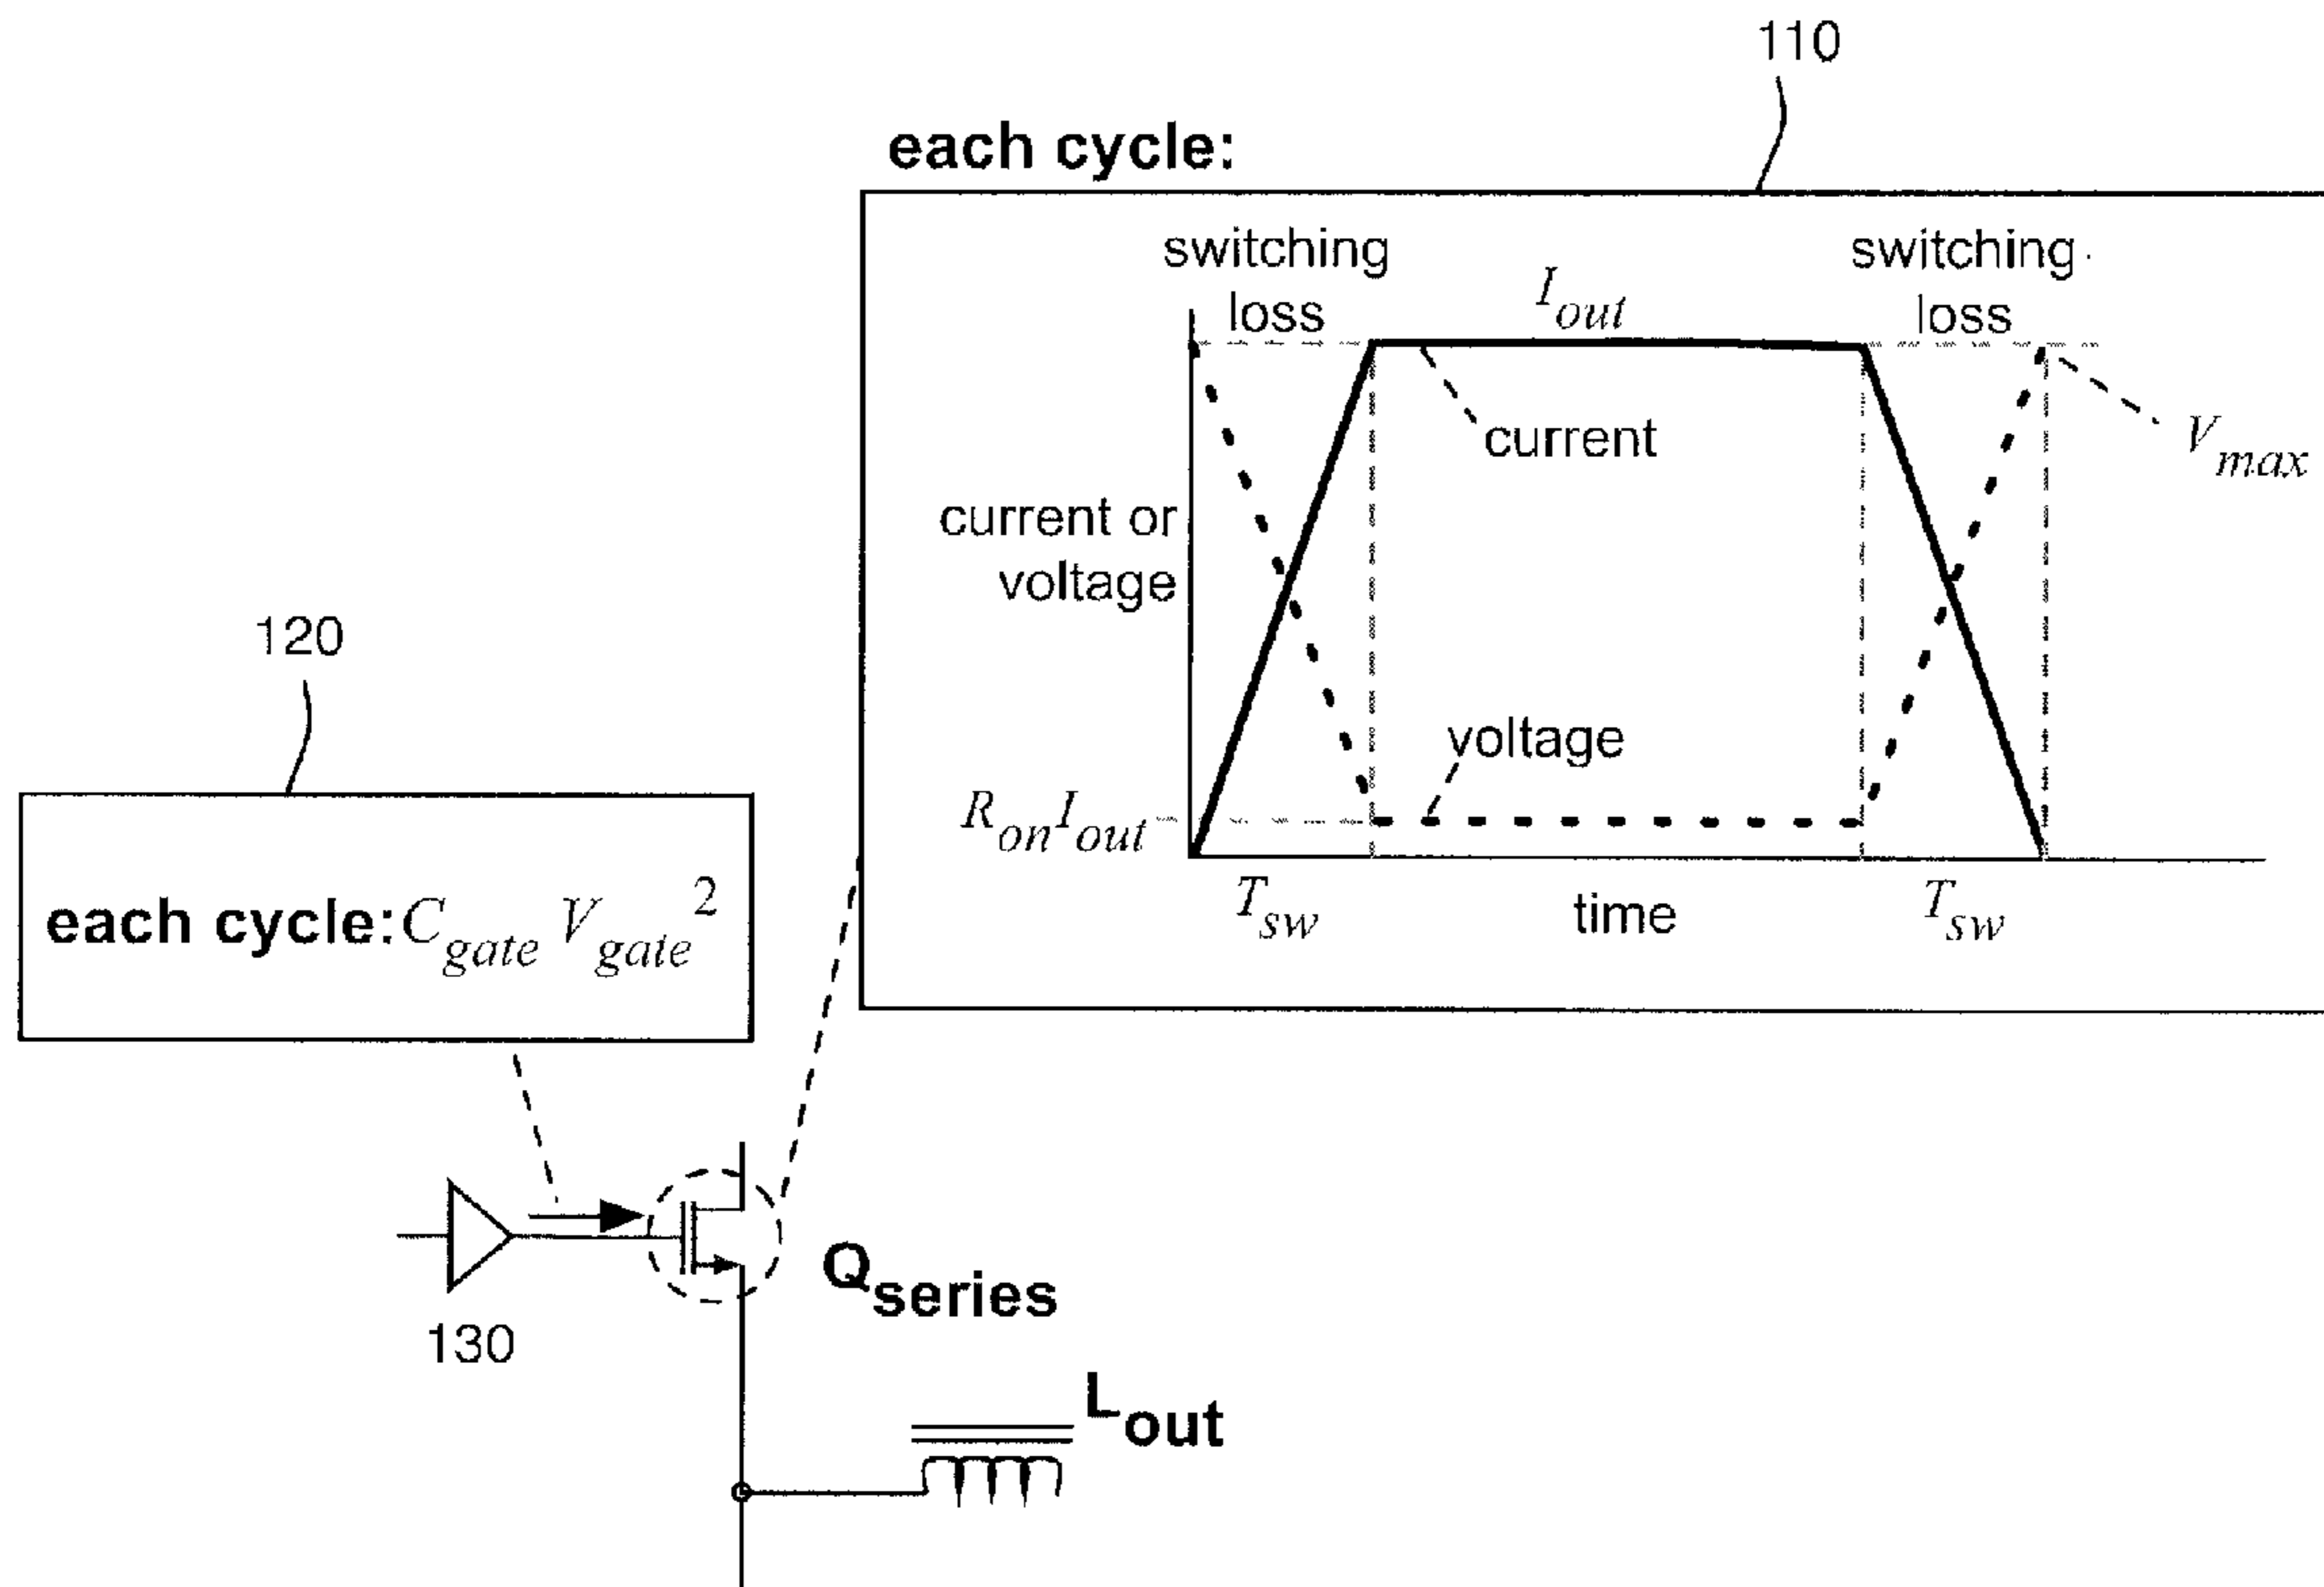 110
each cycle:
switching
loss
I_out
switching
loss
current
V_max
current or
voltage
voltage
R_on I_out
T_sw
time
T_sw
120
each cycle: C_gate V_gate^2
130
Q_series
L_out